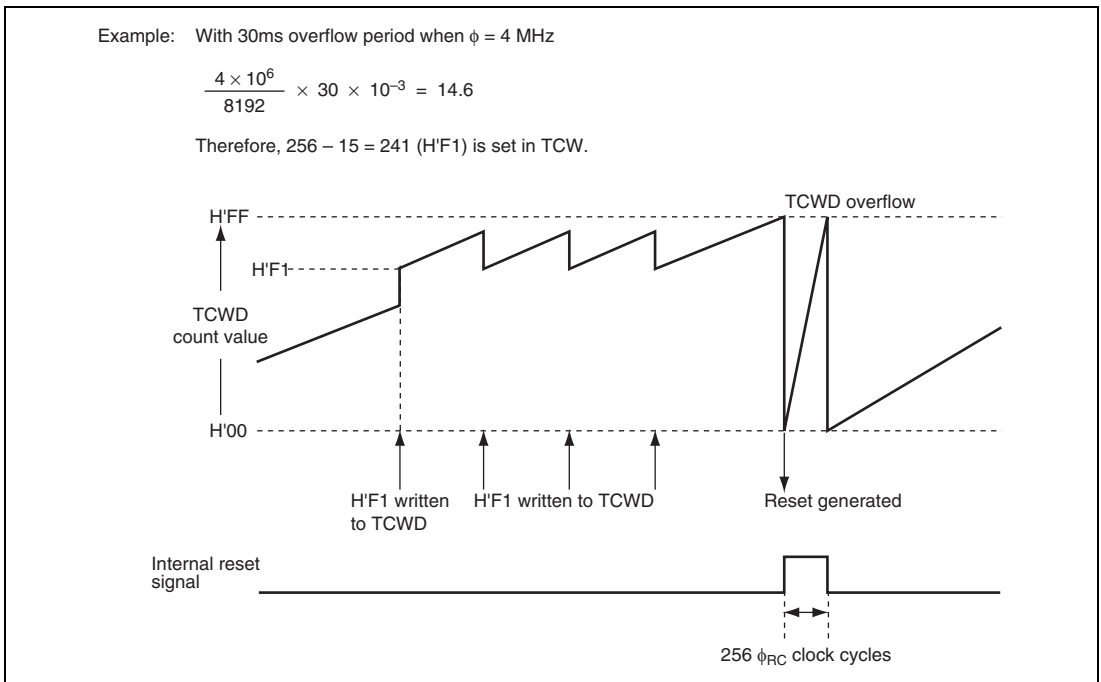 Example: With 30ms overflow period when ϕ = 4 MHz
4 × 10⁶
8192
× 30 × 10⁻³ = 14.6
Therefore, 256 – 15 = 241 (H'F1) is set in TCW.
TCWD overflow
H'FF
H'F1
TCWD
count value
H'00
H'F1 written
to TCWD
H'F1 written to TCWD
Reset generated
Internal reset
signal
256 ϕRC clock cycles